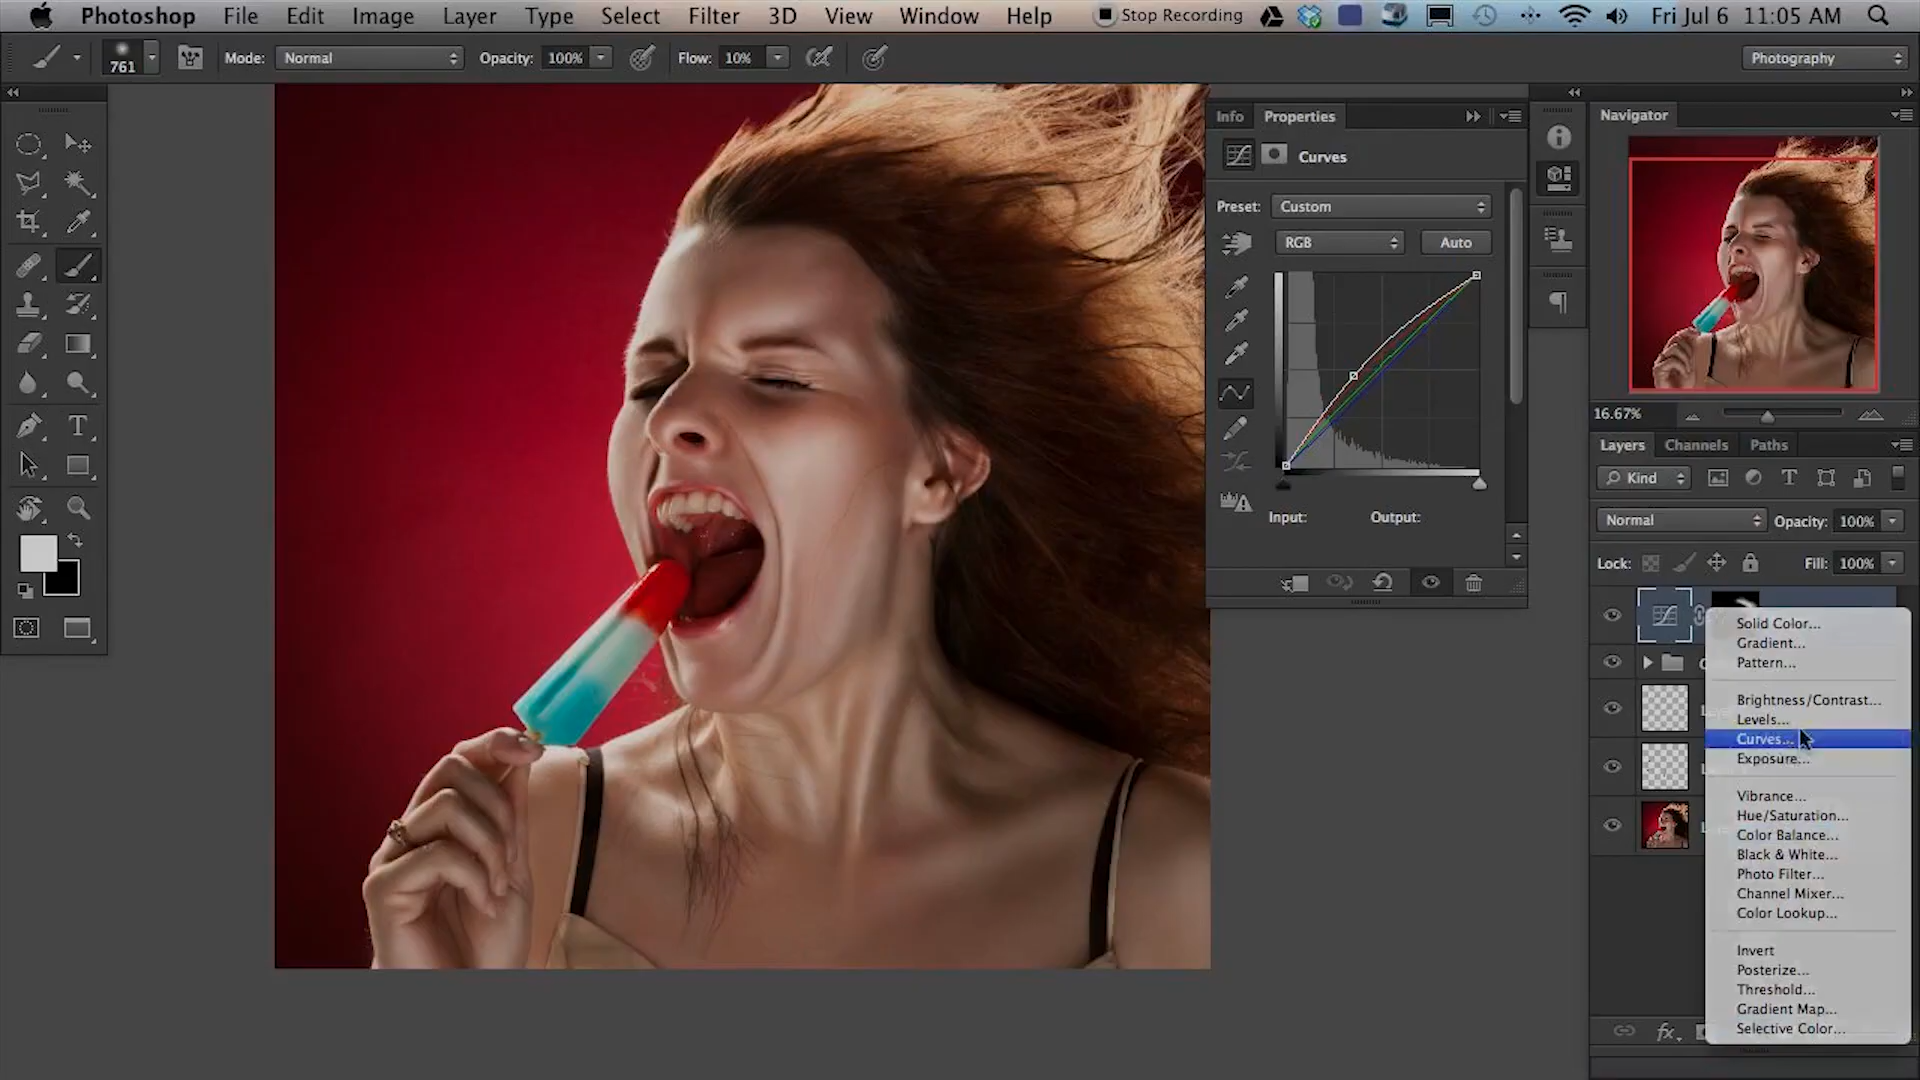 Photoshop File Edit Image Layer Type Select Filter 3D View Window Help Stop Recording Fri Jul 6 11:05 AM
761 Mode: Normal Opacity: 100% Flow: 10% Photography
Info Properties
Curves
Preset: Custom
RGB Auto
Input: Output:
Navigator
16.67%
Layers Channels Paths
Kind
Normal Opacity: 100%
Lock: Fill: 100%
Solid Color...
Gradient...
Pattern...
Brightness/Contrast...
Levels...
Curves...
Exposure...
Vibrance...
Hue/Saturation...
Color Balance...
Black & White...
Photo Filter...
Channel Mixer...
Color Lookup...
Invert
Posterize...
Threshold...
Gradient Map...
Selective Color...
fx